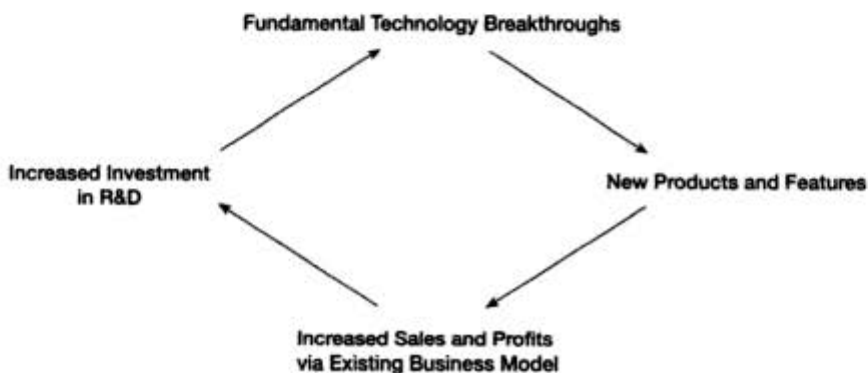 Fundamental Technology Breakthroughs
Increased Investment
in R&D
New Products and Features
Increased Sales and Profits
via Existing Business Model